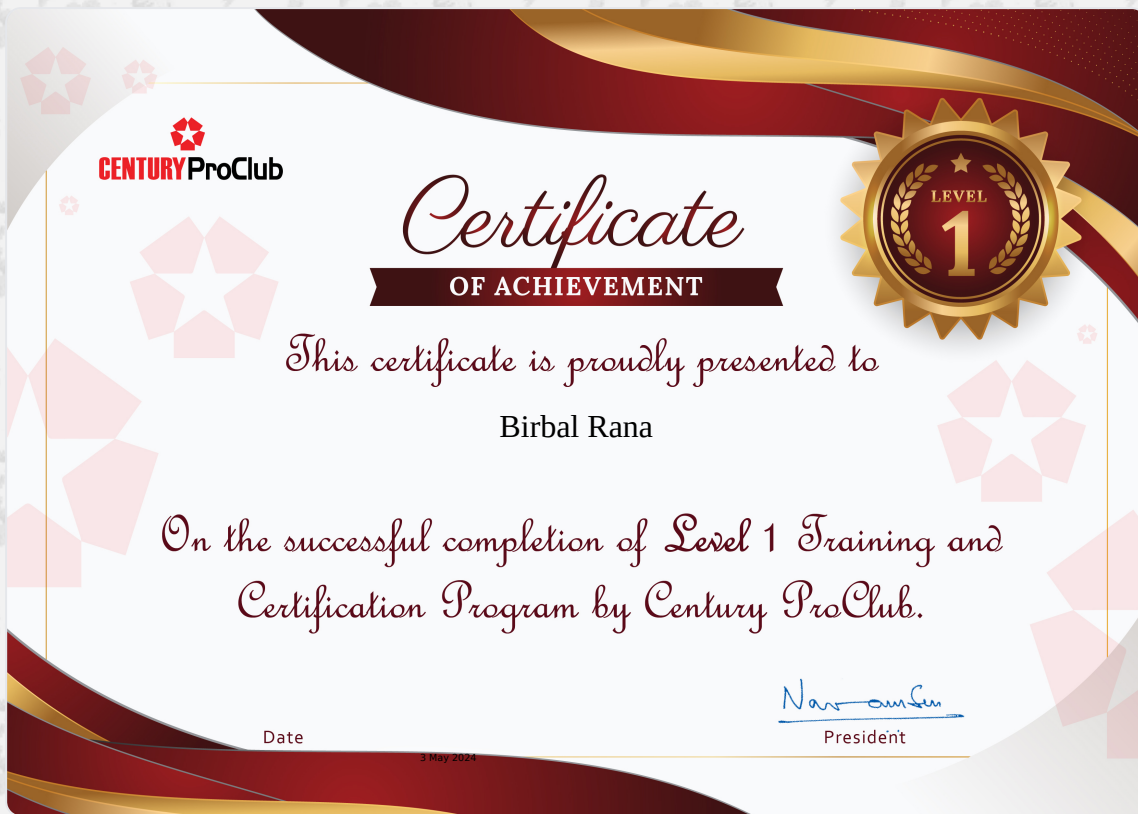 CENTURY ProClub
LEVEL
1
Certificate
OF ACHIEVEMENT
This certificate is proudly presented to
Birbal Rana
On the successful completion of Level 1 Training and
Certification Program by Century ProClub.
Date
President
3 May 2024